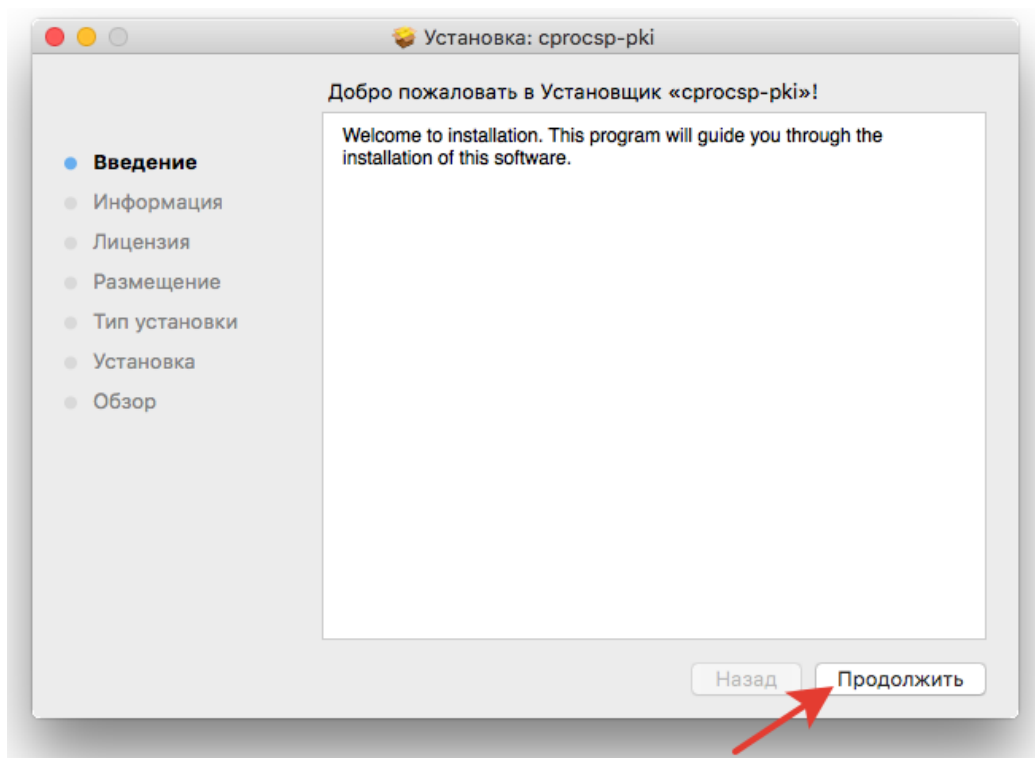 Установка: cprocsp-pki
Добро пожаловать в Установщик «cprocsp-pki»!
Welcome to installation. This program will guide you through the
installation of this software.
Введение
Информация
Лицензия
Размещение
Тип установки
Установка
Обзор
Назад
Продолжить